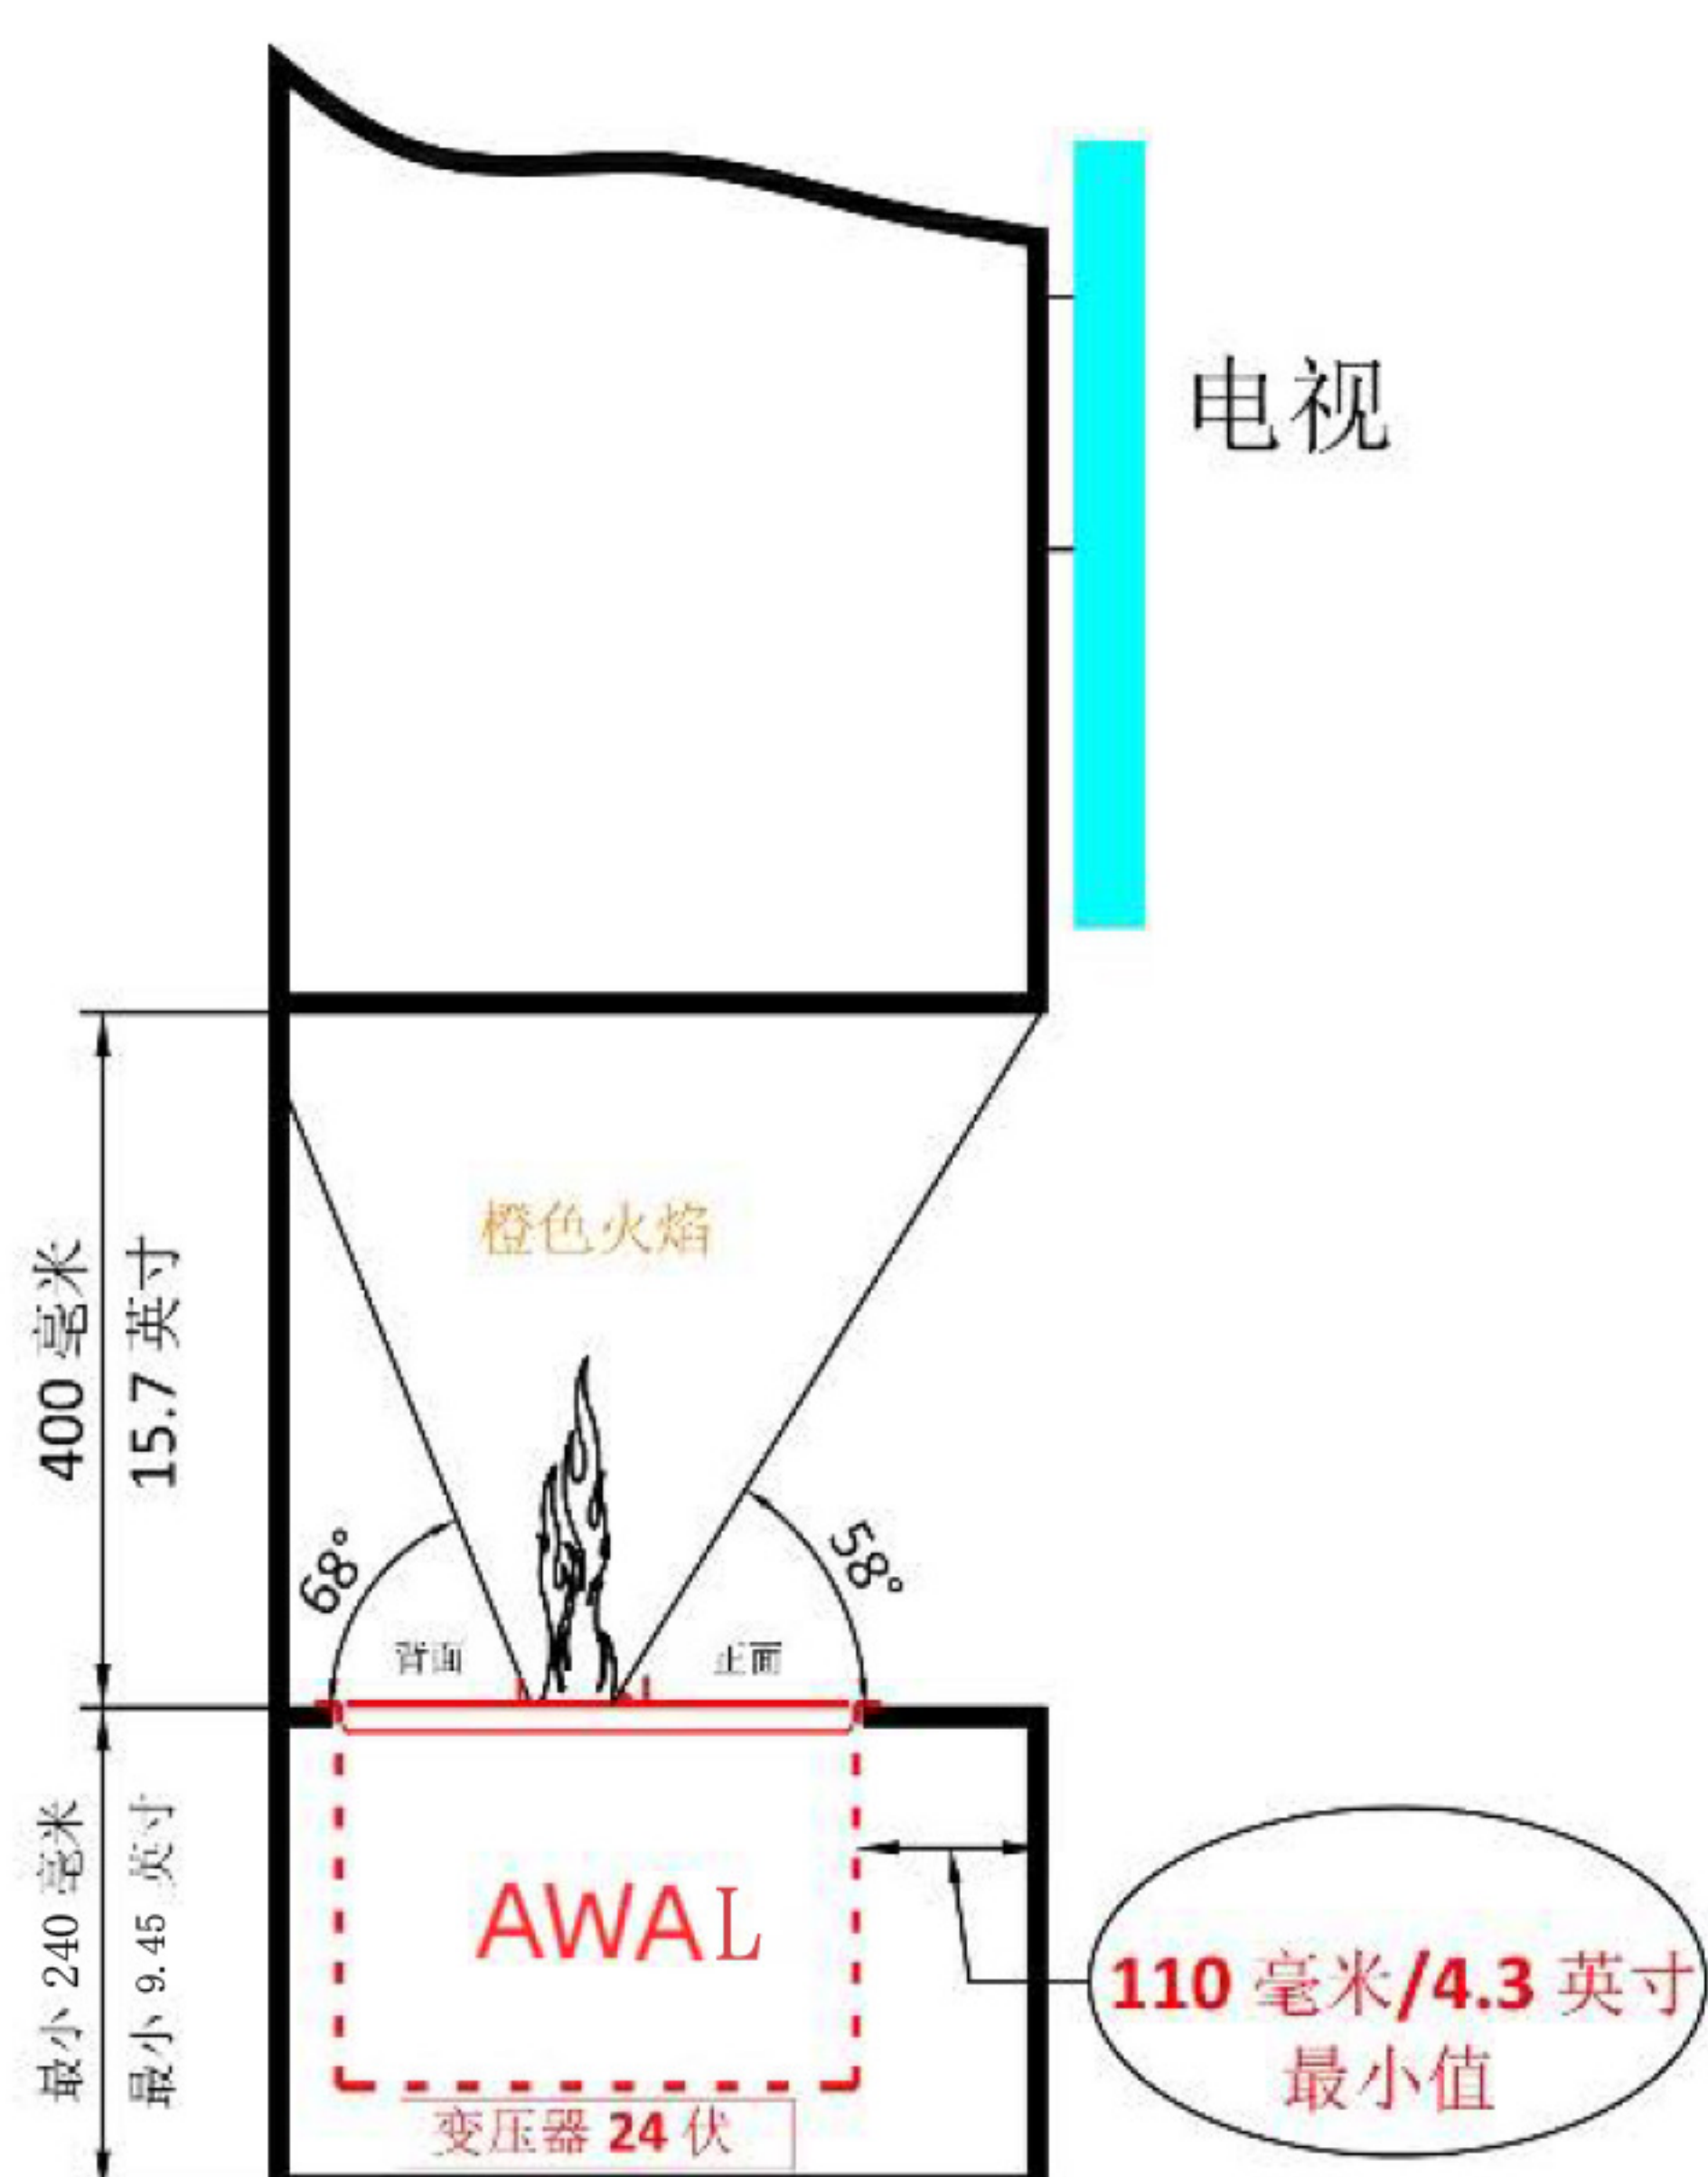 电视
橙色火焰
400 毫米
15.7 英寸
68°
58°
背面
正面
最小 240 毫米
最小 9.45 英寸
AWAL
110 毫米/4.3 英寸
最小值
变压器 24 伏